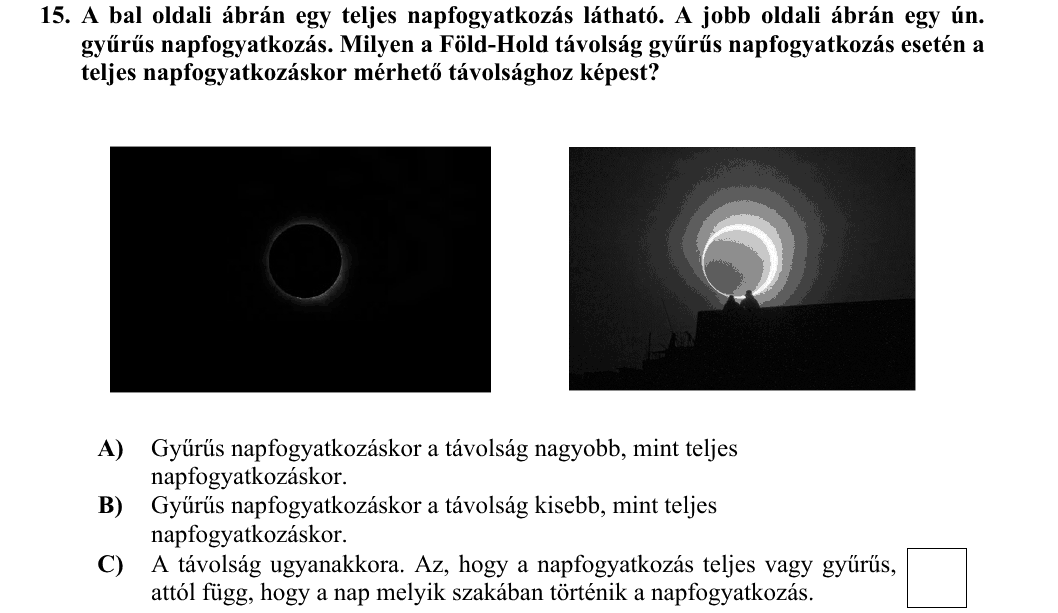 15. A bal oldali ábrán egy teljes napfogyatkozás látható. A jobb oldali ábrán egy ún.
gyűrűs napfogyatkozás. Milyen a Föld-Hold távolság gyűrűs napfogyatkozás esetén a
teljes napfogyatkozáskor mérhető távolsághoz képest?
A) Gyűrűs napfogyatkozáskor a távolság nagyobb, mint teljes
napfogyatkozáskor.
B) Gyűrűs napfogyatkozáskor a távolság kisebb, mint teljes
napfogyatkozáskor.
C) A távolság ugyanakkora. Az, hogy a napfogyatkozás teljes vagy gyűrűs,
attól függ, hogy a nap melyik szakában történik a napfogyatkozás.